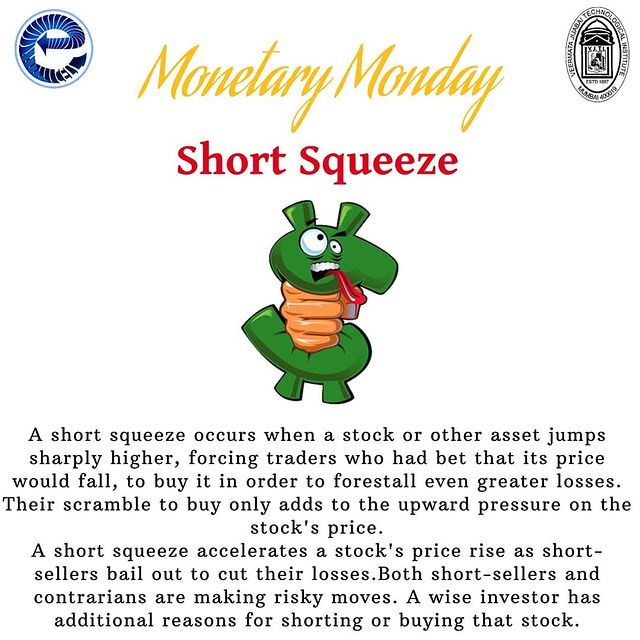 Monetary Monday
Short Squeeze
A short squeeze occurs when a stock or other asset jumps
sharply higher, forcing traders who had bet that its price
would fall, to buy it in order to forestall even greater losses.
Their scramble to buy only adds to the upward pressure on the
stock's price.
A short squeeze accelerates a stock's price rise as short-
sellers bail out to cut their losses.Both short-sellers and
contrarians are making risky moves. A wise investor has
additional reasons for shorting or buying that stock.
VEERMATA JIJABAI TECHNOLOGICAL INSTITUTE
V.J.T.I.
ESTD 1887
MUMBAI 400019